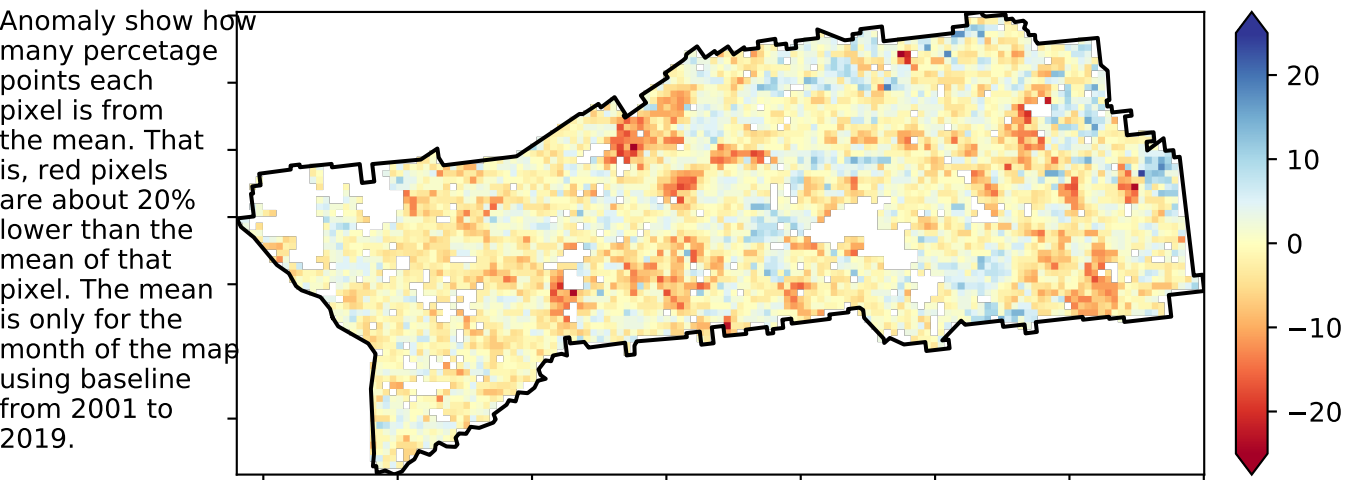 Anomaly show how
many percetage
points each
pixel is from
the mean. That
is, red pixels
are about 20%
lower than the
mean of that
pixel. The mean
is only for the
month of the map
using baseline
from 2001 to
2019.
20
10
0
−10
−20